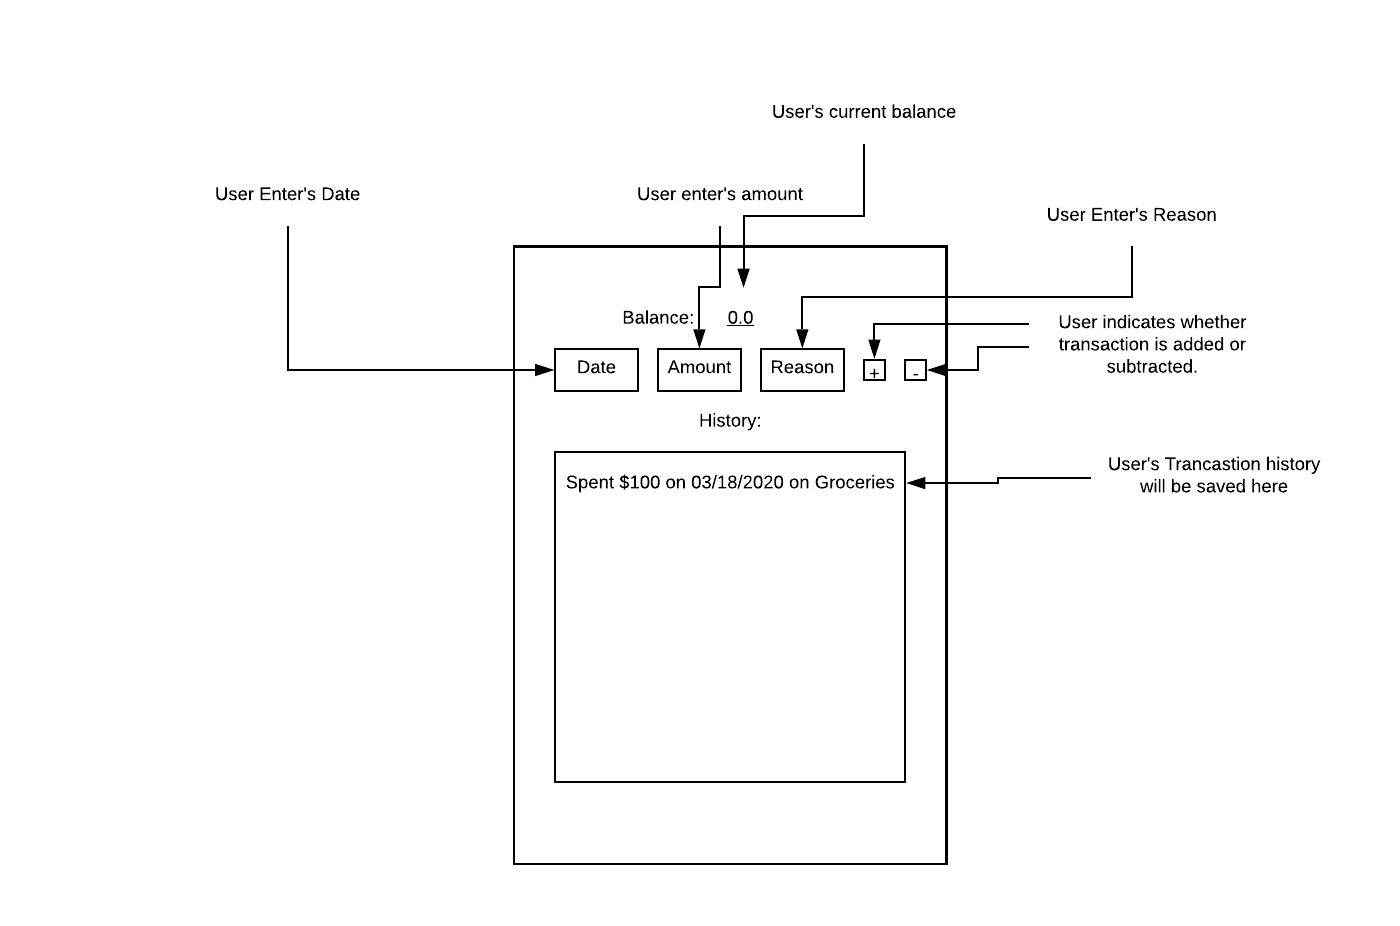 User's current balance
User Enter's Date
User enter's amount
User Enter's Reason
Balance: 0.0
User indicates whether
transaction is added or
subtracted.
Date
Amount
Reason
+
-
History:
User's Trancastion history
will be saved here
Spent $100 on 03/18/2020 on Groceries